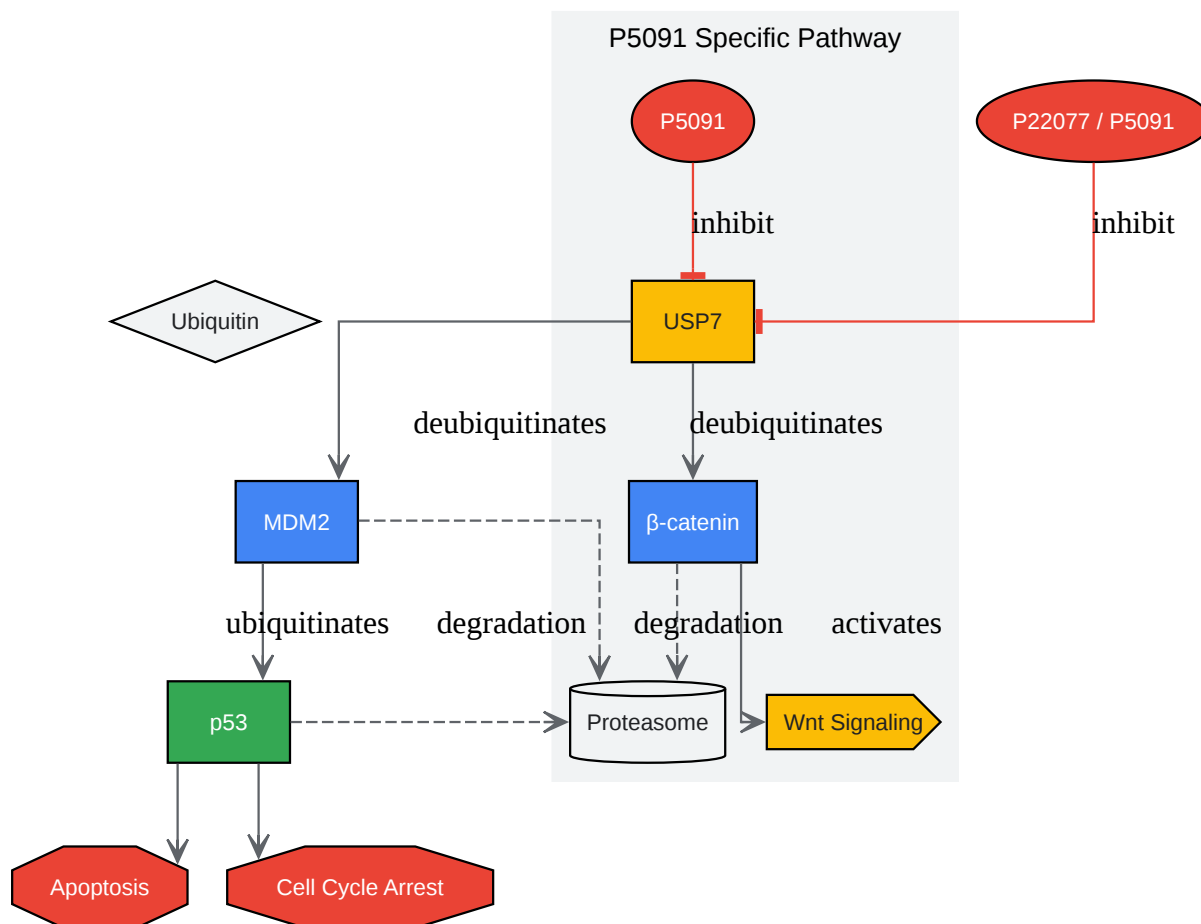 P5091 Specific Pathway
P5091
P22077 / P5091
inhibit
inhibit
Ubiquitin
USP7
deubiquitinates
deubiquitinates
MDM2
β-catenin
ubiquitinates
degradation
degradation
activates
p53
Proteasome
Wnt Signaling
Apoptosis
Cell Cycle Arrest